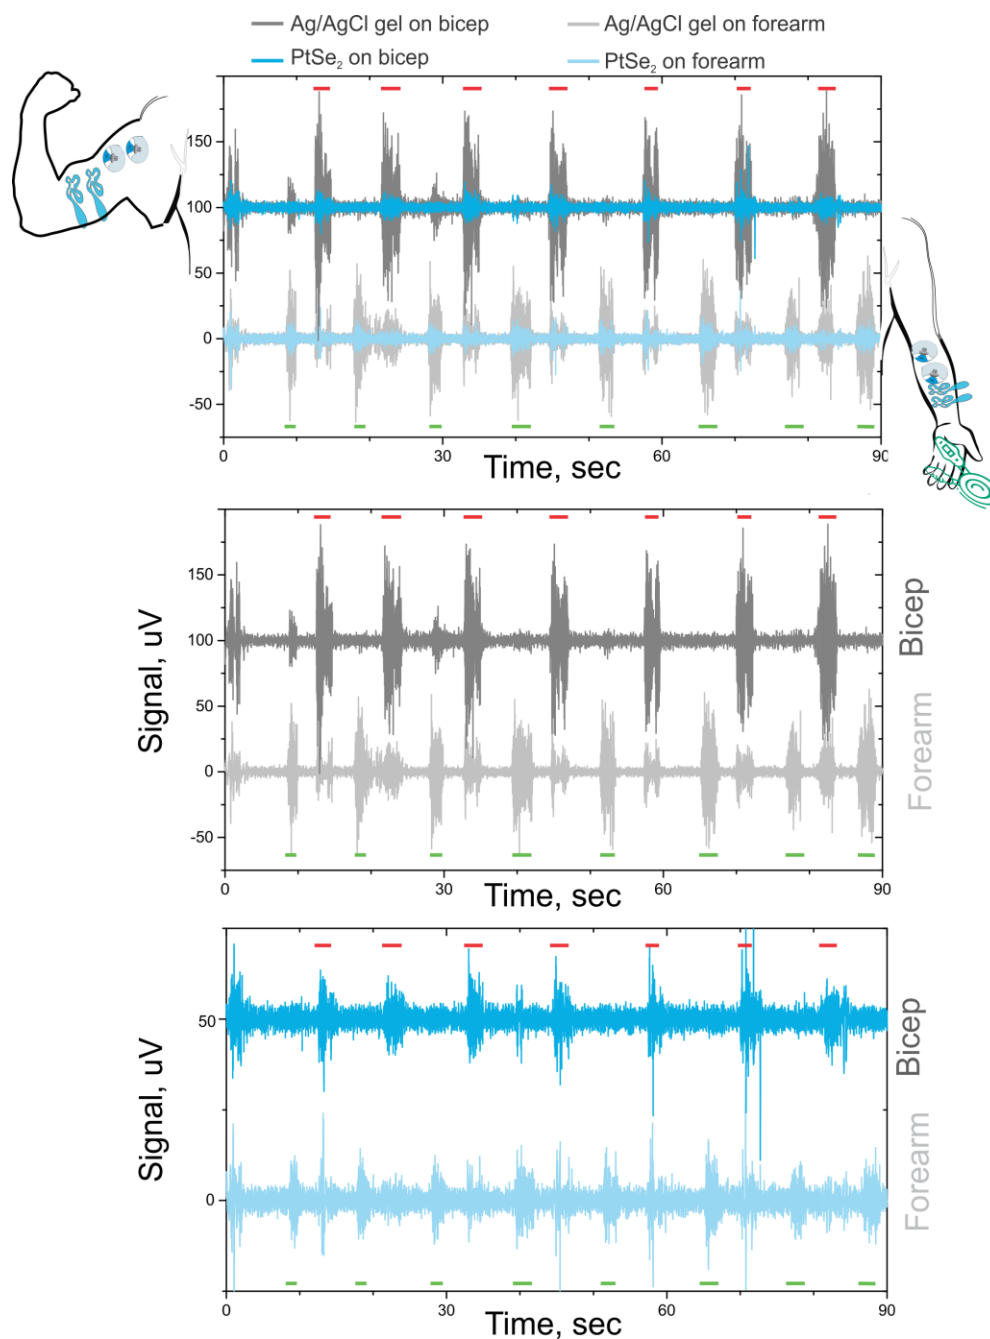 Ag/AgCl gel on bicep
Ag/AgCl gel on forearm
PtSe₂ on bicep
PtSe₂ on forearm
150
100
50
0
-50
0
30
60
90
Time, sec
Signal, uV
150
100
50
0
-50
Bicep
Forearm
0
30
60
90
Time, sec
Signal, uV
50
0
Bicep
Forearm
0
30
60
90
Time, sec